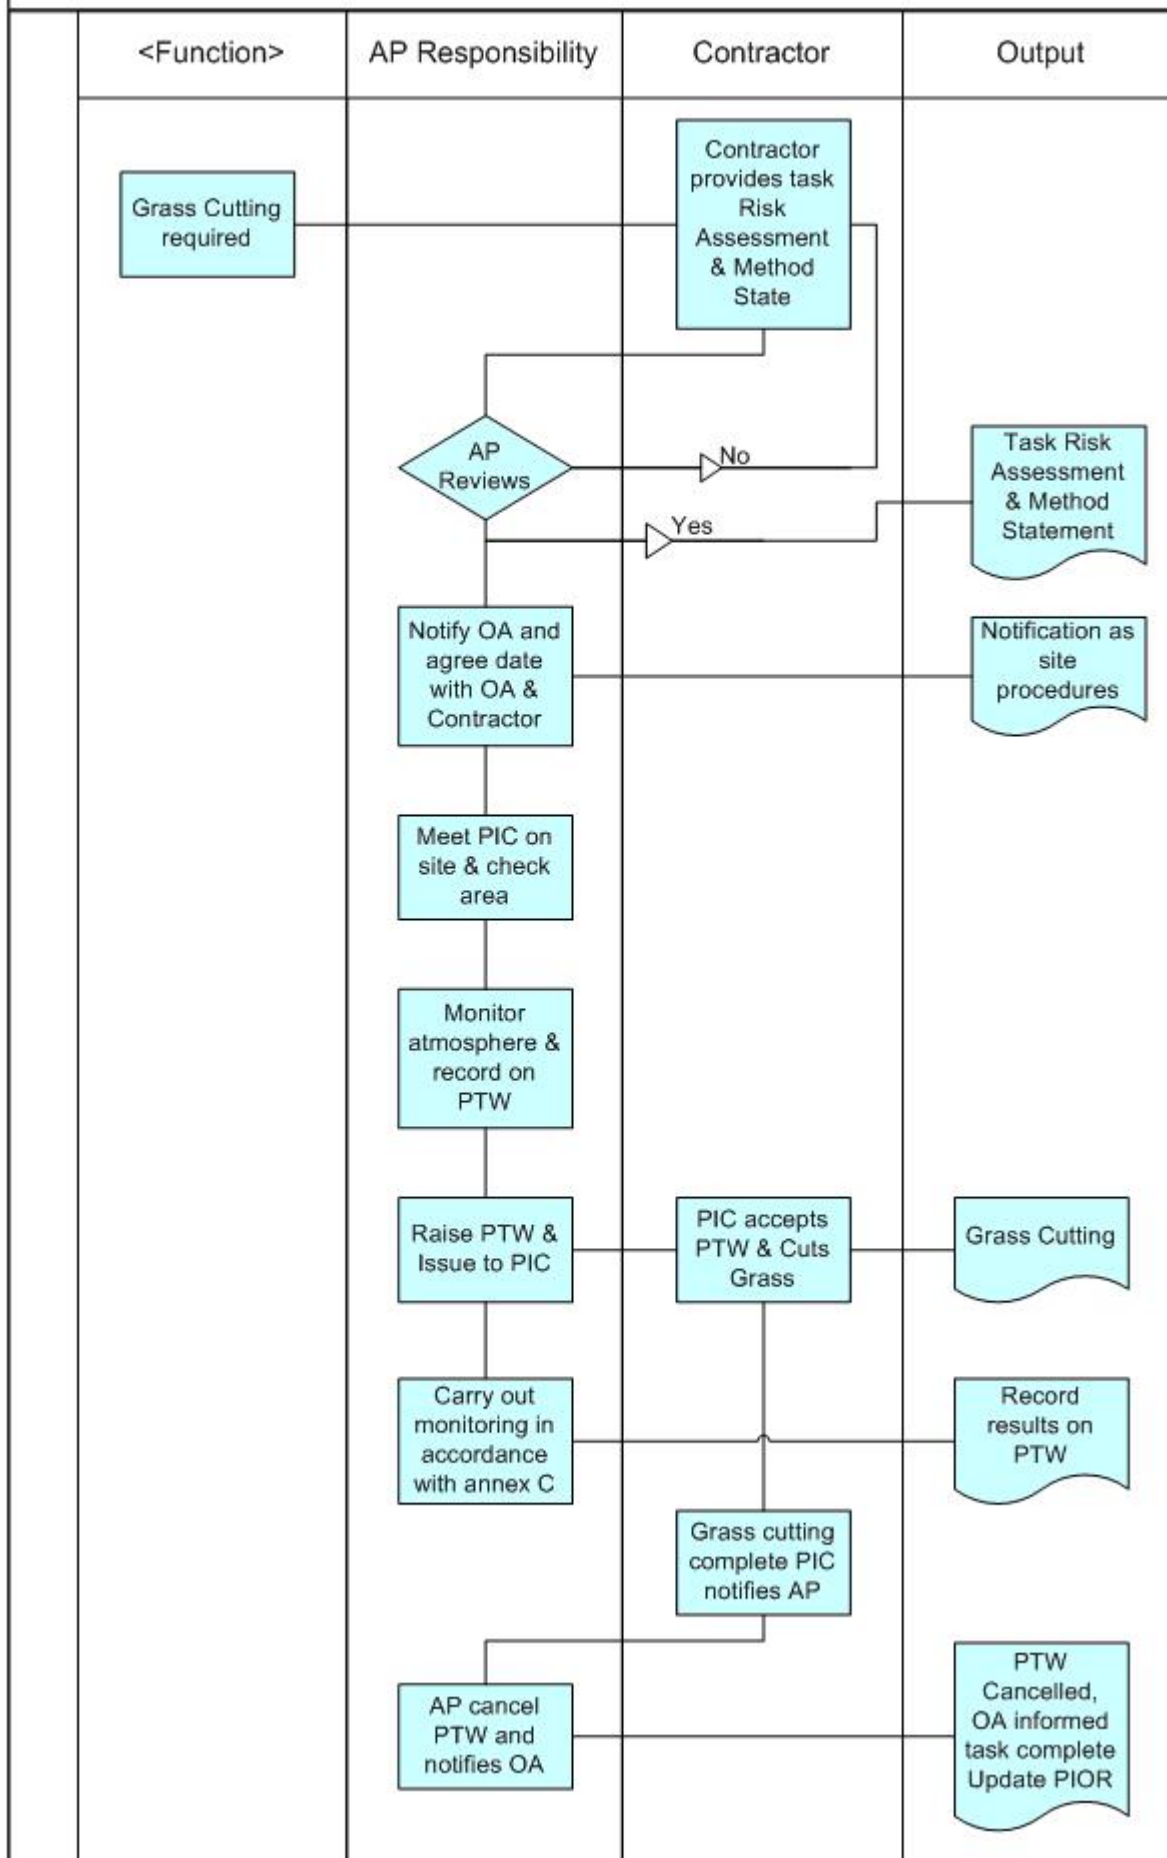 <Function>
AP Responsibility
Contractor
Output
Contractor
provides task
Risk
Assessment
& Method
State
Grass Cutting
required
AP
Reviews
No
Yes
Task Risk
Assessment
& Method
Statement
Notify OA and
agree date
with OA &
Contractor
Notification as
site
procedures
Meet PIC on
site & check
area
Monitor
atmosphere &
record on
PTW
Raise PTW &
Issue to PIC
PIC accepts
PTW & Cuts
Grass
Grass Cutting
Carry out
monitoring in
accordance
with annex C
Record
results on
PTW
Grass cutting
complete PIC
notifies AP
AP cancel
PTW and
notifies OA
PTW
Cancelled,
OA informed
task complete
Update PIOR